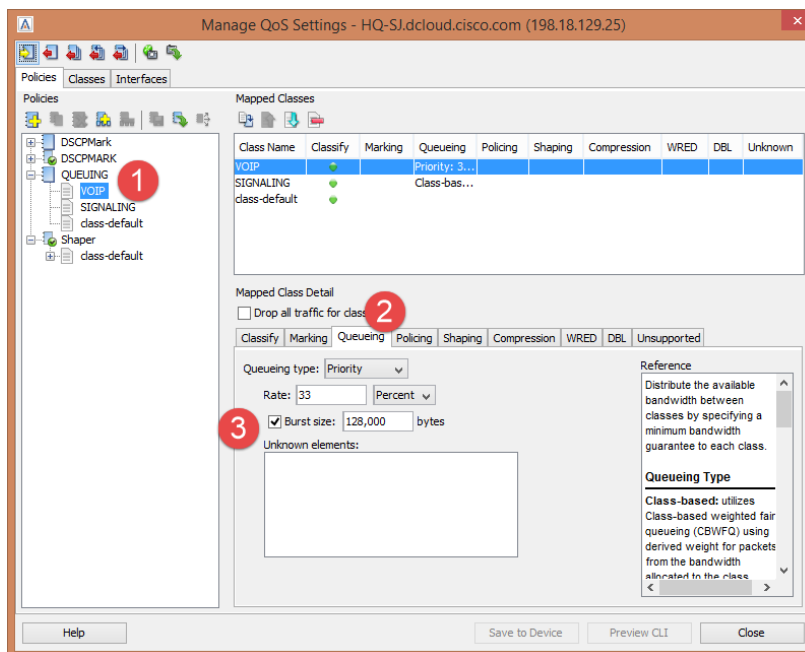 Manage QoS Settings - HQ-SJ.dcloud.cisco.com (198.18.129.25)
Policies Classes Interfaces
Policies
DSCPMark
DSCPMARK
QUEUING
VOIP
SIGNALING
class-default
Shaper
class-default
1
Mapped Classes
Class Name Classify Marking Queueing Policing Shaping Compression WRED DBL Unknown
VOIP Priority: 3...
SIGNALING Class-bas...
class-default
Mapped Class Detail
Drop all traffic for class
2
Classify Marking Queueing Policing Shaping Compression WRED DBL Unsupported
Queueing type: Priority
Rate: 33 Percent
3
Burst size: 128,000 bytes
Unknown elements:
Reference
Distribute the available
bandwidth between
classes by specifying a
minimum bandwidth
guarantee to each class.
Queueing Type
Class-based: utilizes
Class-based weighted fair
queueing (CBWFQ) using
derived weight for packets
from the bandwidth
allocated to the class
Help Save to Device Preview CLI Close